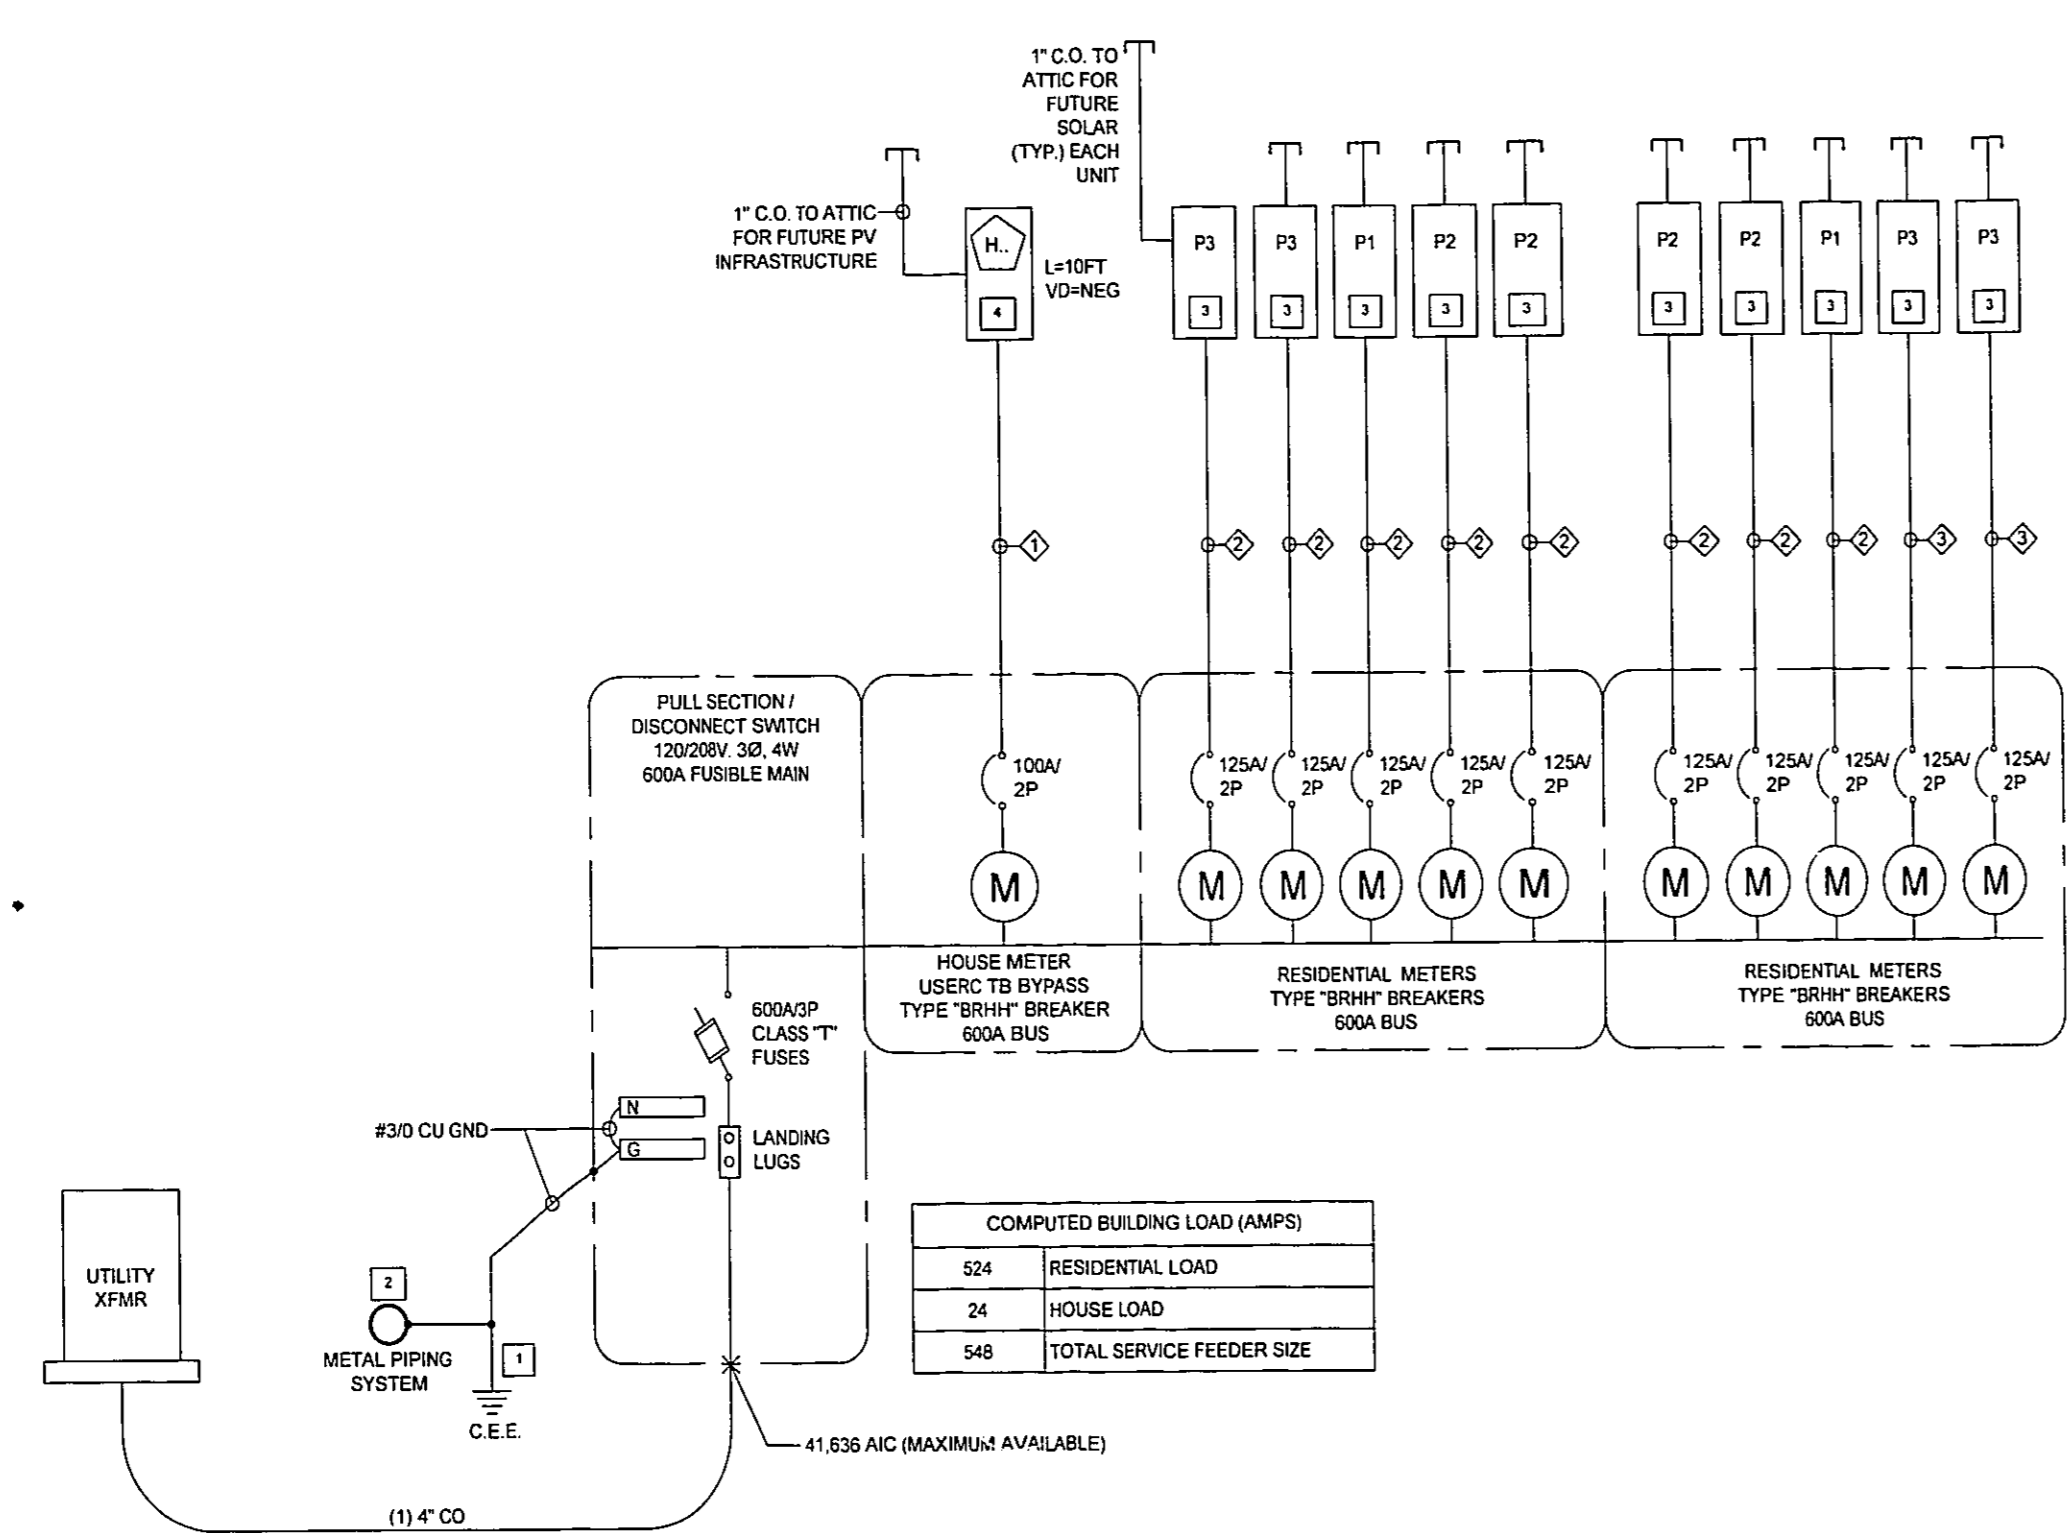 1" C.O. TO
ATTIC FOR
FUTURE
SOLAR
(TYP.) EACH
UNIT
1" C.O. TO ATTIC
FOR FUTURE PV
INFRASTRUCTURE
H..
4
L=10FT
VD=NEG
P3
P3
P1
P2
P2
P2
P2
P1
P3
P3
3
3
3
3
3
3
3
3
3
3
1
2
2
2
2
2
2
2
2
3
3
PULL SECTION /
DISCONNECT SWITCH
120/208V. 3Ø, 4W
600A FUSIBLE MAIN
100A/
2P
125A/
2P
125A/
2P
125A/
2P
125A/
2P
125A/
2P
125A/
2P
125A/
2P
125A/
2P
125A/
2P
125A/
2P
M
M
M
M
M
M
M
M
M
M
M
HOUSE METER
USERC TB BYPASS
TYPE "BRHH" BREAKER
600A BUS
RESIDENTIAL METERS
TYPE "BRHH" BREAKERS
600A BUS
RESIDENTIAL METERS
TYPE "BRHH" BREAKERS
600A BUS
600A/3P
CLASS "T"
FUSES
N
G
#3/0 CU GND
LANDING
LUGS
UTILITY
XFMR
2
METAL PIPING
SYSTEM
1
C.E.E.
COMPUTED BUILDING LOAD (AMPS)
524 RESIDENTIAL LOAD
24 HOUSE LOAD
548 TOTAL SERVICE FEEDER SIZE
41,636 AIC (MAXIMUM AVAILABLE)
(1) 4" CO